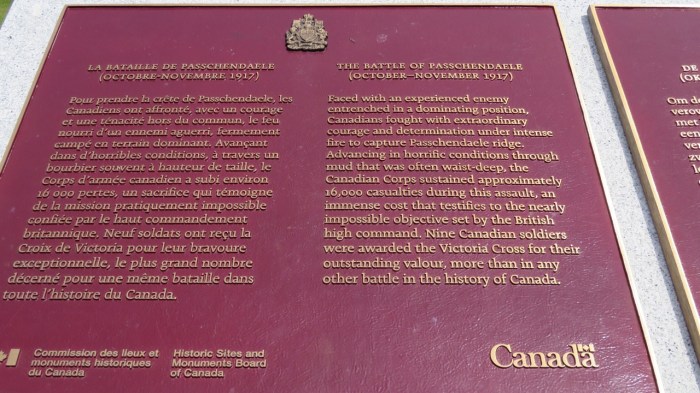 LA BATAILLE DE PASSCHENDAELE
(OCTOBRE-NOVEMBRE 1917)
Pour prendre la crête de Passchendaele, les
Canadiens ont affronté, avec un courage
et une ténacité hors du commun, le feu
nourri d'un ennemi aguerri, fermement
campé en terrain dominant. Avançant
dans d'horribles conditions, à travers un
bourbier souvent à hauteur de taille, le
Corps d'armée canadien a subi environ
16 000 pertes, un sacrifice qui témoigne
de la mission pratiquement impossible
confiée par le haut commandement
britannique. Neuf soldats ont reçu la
Croix de Victoria pour leur bravoure
exceptionnelle, le plus grand nombre
décerné pour une même bataille dans
toute l'histoire du Canada.
THE BATTLE OF PASSCHENDAELE
(OCTOBER–NOVEMBER 1917)
Faced with an experienced enemy
entrenched in a dominating position,
Canadians fought with extraordinary
courage and determination under intense
fire to capture Passchendaele ridge.
Advancing in horrific conditions through
mud that was often waist-deep, the
Canadian Corps sustained approximately
16,000 casualties during this assault, an
immense cost that testifies to the nearly
impossible objective set by the British
high command. Nine Canadian soldiers
were awarded the Victoria Cross for their
outstanding valour, more than in any
other battle in the history of Canada.
Commission des lieux et
monuments historiques
du Canada
Historic Sites and
Monuments Board
of Canada
Canada
DE
(OK
Om d
verov
met
een
ver